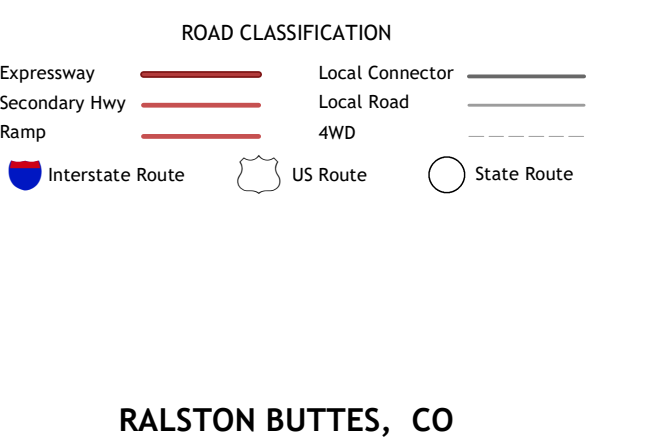 ROAD CLASSIFICATION
Expressway
Local Connector
Secondary Hwy
Local Road
Ramp
4WD
Interstate Route
US Route
State Route
RALSTON BUTTES, CO